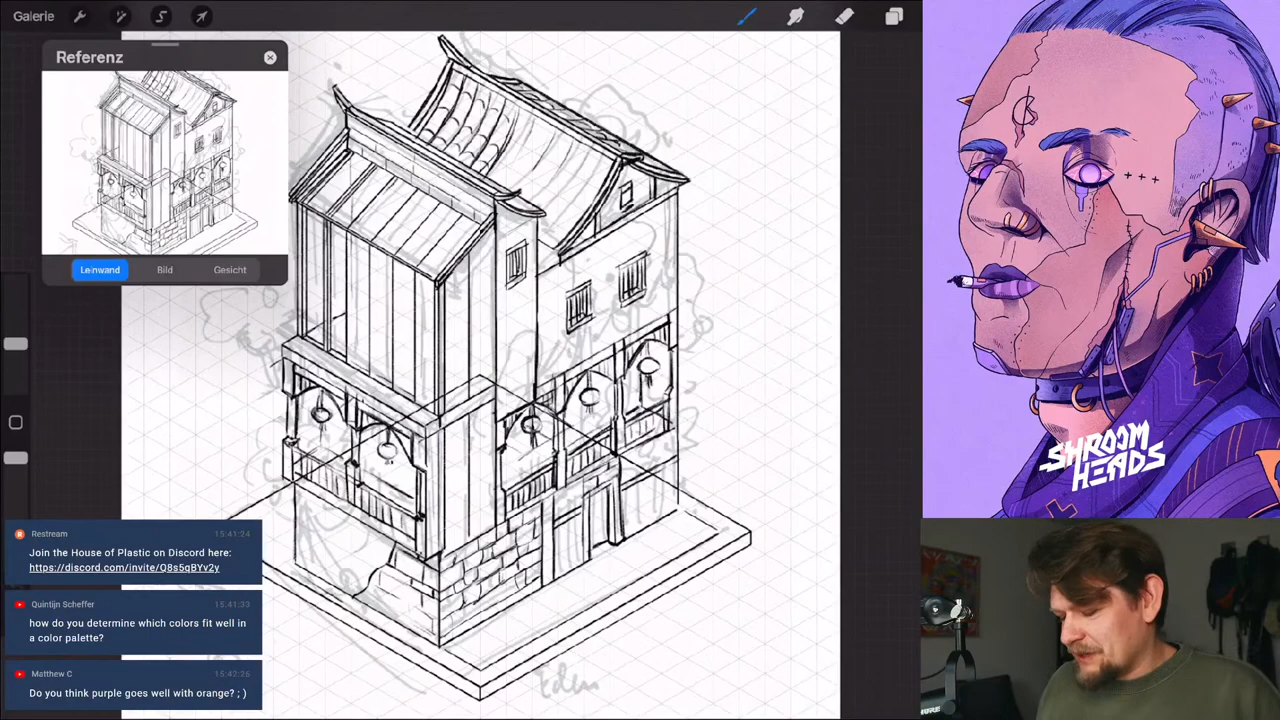 Galerie
Referenz
Leinwand
Bild
Gesicht
SHROOM
HEADS
Restream
15:41:24
Join the House of Plastic on Discord here:
https://discord.com/invite/Q8s5qBYv2y
Quintijn Scheffer
15:41:33
how do you determine which colors fit well in
a color palette?
Matthew C
15:42:26
Do you think purple goes well with orange? ; )
Eden
SHURE